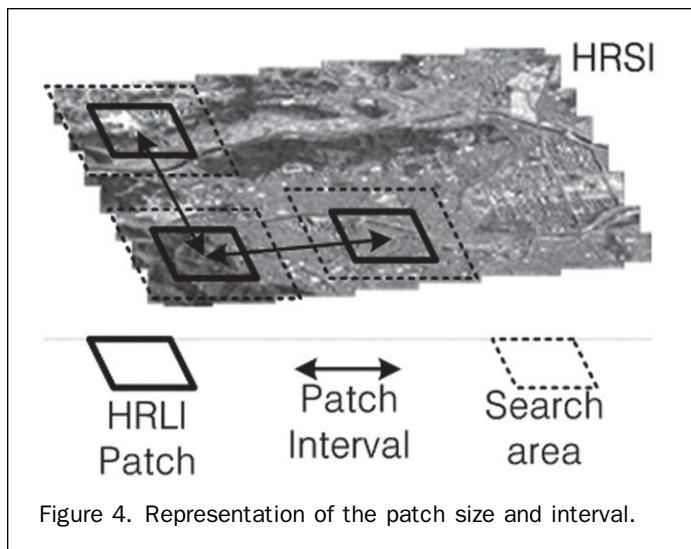 HRSI
HRLI
Patch
Patch
Interval
Search
area
Figure 4. Representation of the patch size and interval.